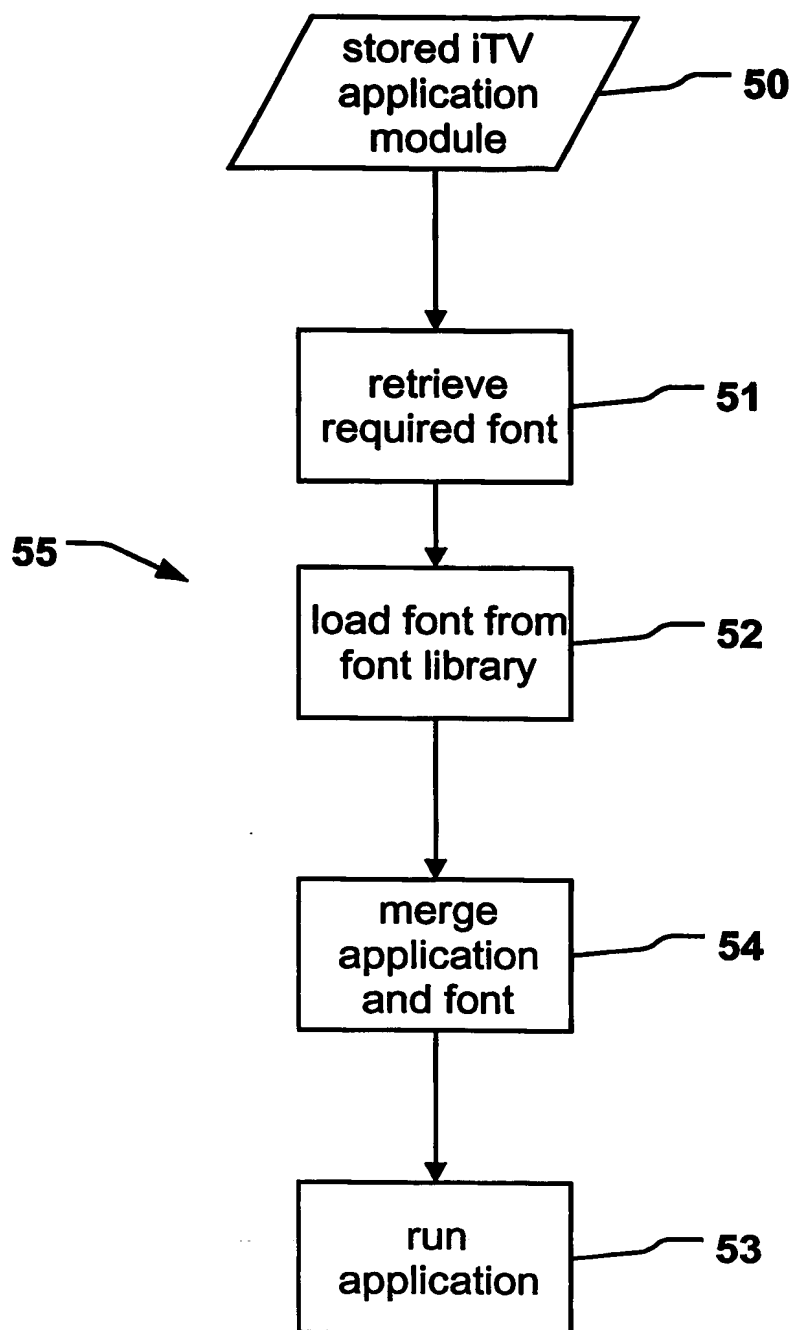 stored iTV
application
module
50
retrieve
required font
51
55
load font from
font library
52
merge
application
and font
54
run
application
53